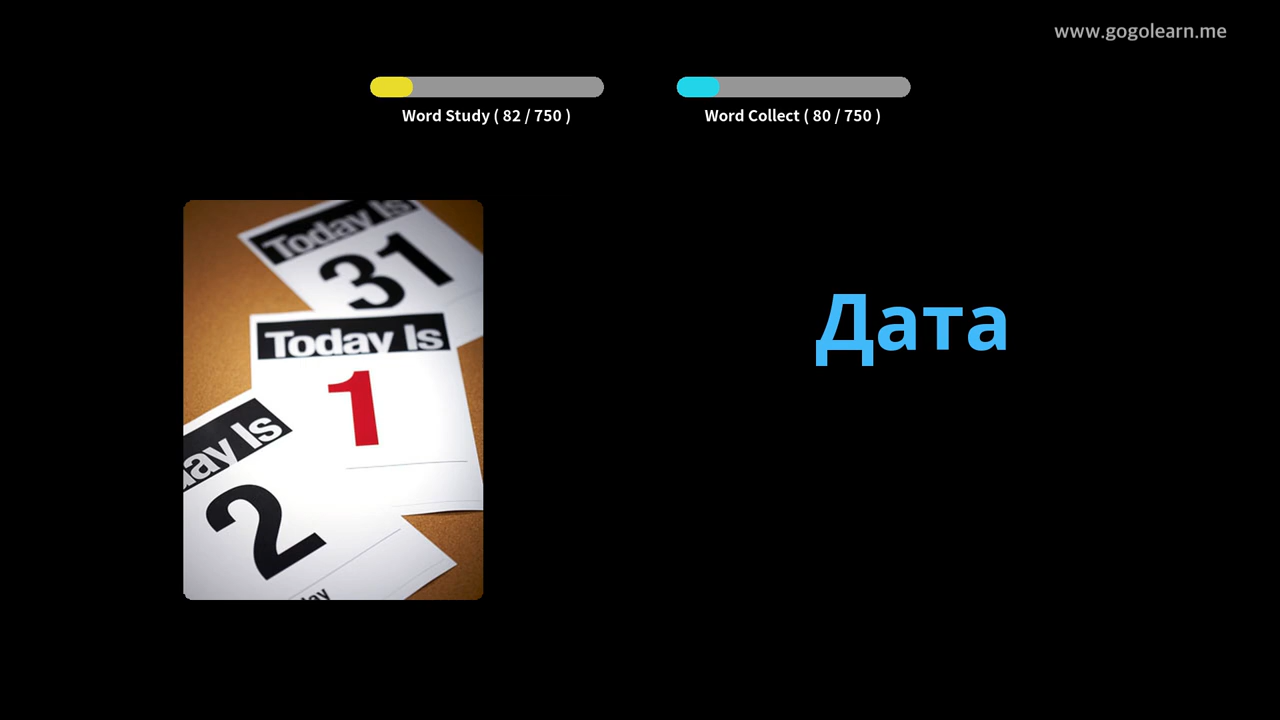 www.gogolearn.me
Word Study ( 82 / 750 )
Word Collect ( 80 / 750 )
Today Is
31
Today Is
1
ay Is
2
Дата